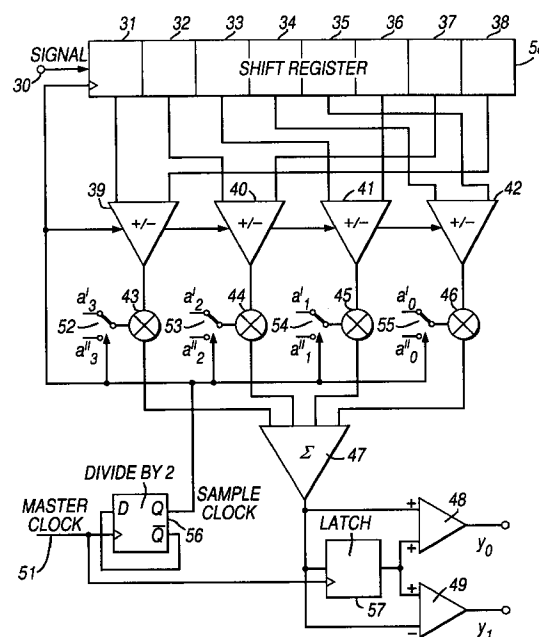 31 32 33 34 35 36 37 38
SIGNAL
30
SHIFT REGISTER
58
39 40 41 42
+/- +/- +/- +/-
a'3 43 a'2 44 a'1 45 a'0 46
52 53 54 55
a"3 a"2 a"1 a"0
Σ 47
DIVIDE BY 2
D Q SAMPLE CLOCK
MASTER CLOCK
Q̅ 56
51
LATCH
57
+ 48
+ y0
+ 49
- y1